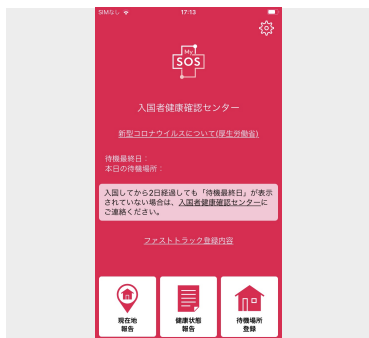 SIMなし 17:13
My
SOS
入国者健康確認センター
新型コロナウイルスについて(厚生労働省)
待機最終日：
本日の待機場所：
入国してから2日経過しても「待機最終日」が表示
されていない場合は、入国者健康確認センターに
ご連絡ください。
ファストトラック登録内容
現在地 健康状態 待機場所
報告 報告 登録